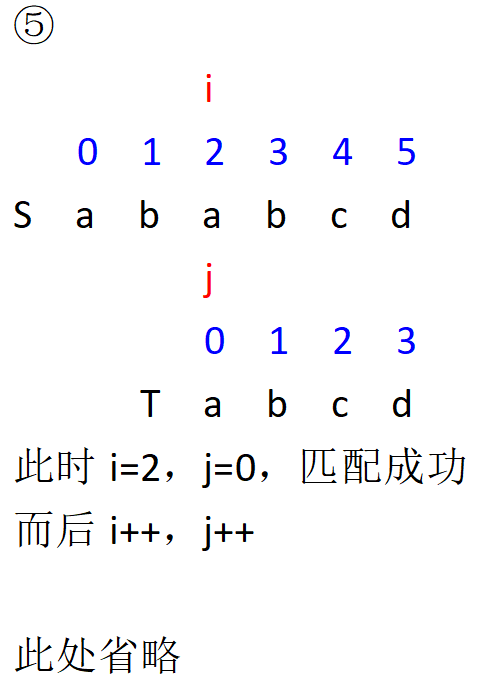 ⑤
i
0 1 2 3 4 5
S a b a b c d
j
0 1 2 3
T a b c d
此时 i=2，j=0，匹配成功
而后 i++，j++
此处省略